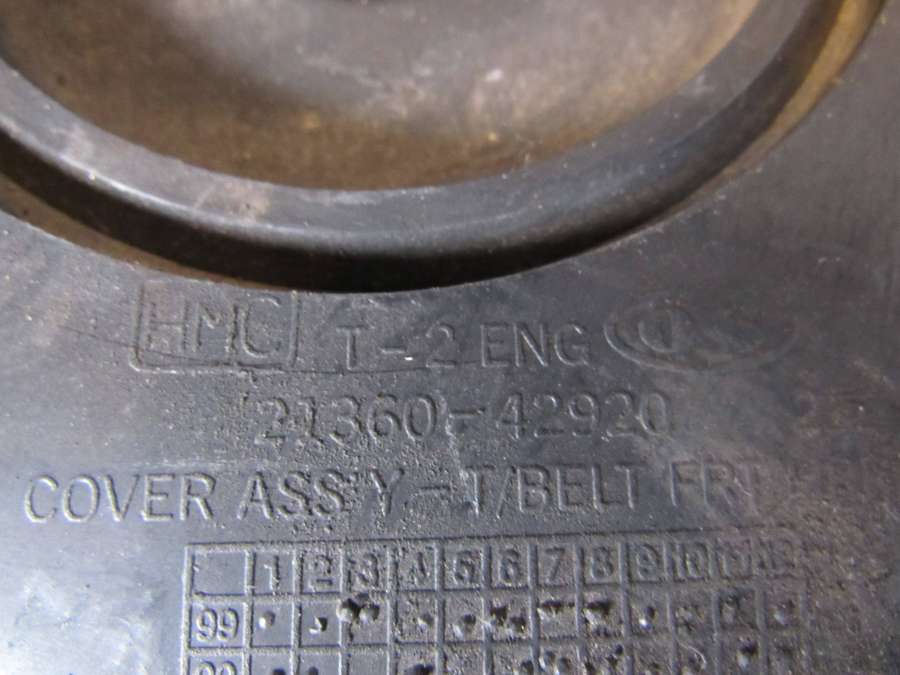 HMC T-2 ENG
21360-42920
COVER ASS'Y-T/BELT FRT
1 2 3 4 5 6 7 8 9 10 11 12
99